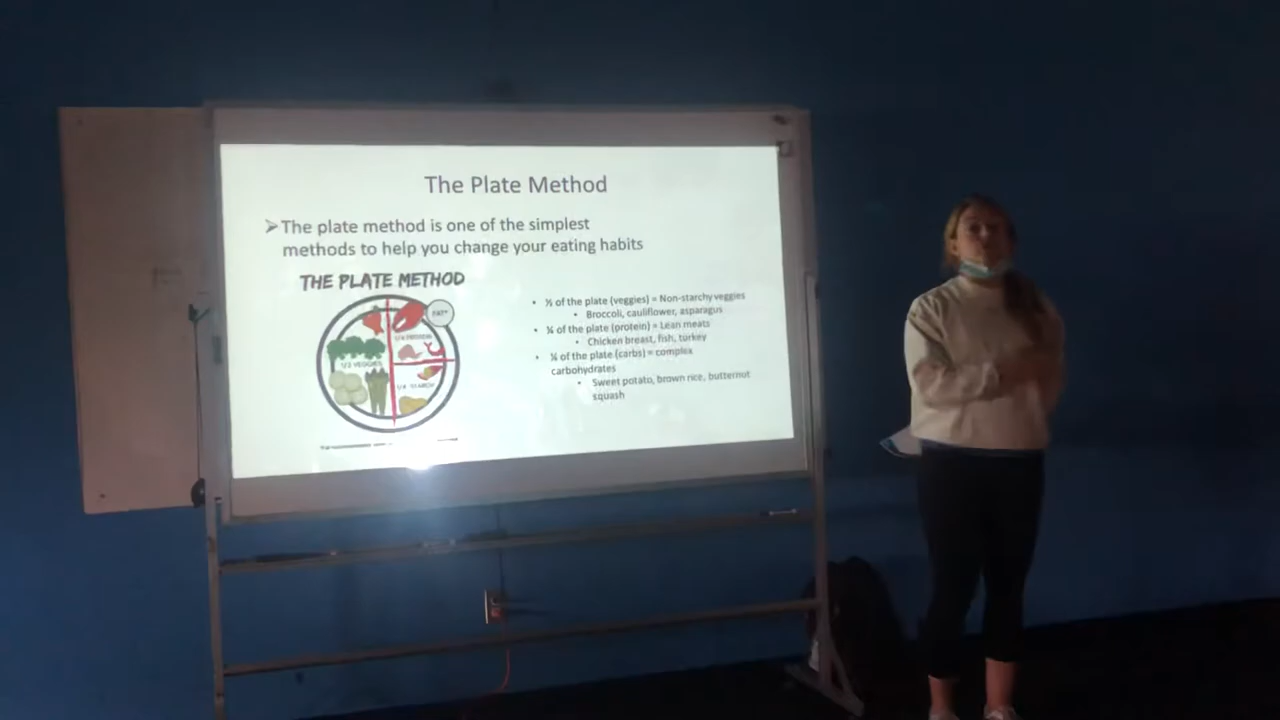 The Plate Method
➢The plate method is one of the simplest
methods to help you change your eating habits
THE PLATE METHOD
FAT*
1/4 PROTEIN
1/2 VEGGIES
1/4 STARCH
• ½ of the plate (veggies) = Non-starchy veggies
• Broccoli, cauliflower, asparagus
• ¼ of the plate (protein) = Lean meats
• Chicken breast, fish, turkey
• ¼ of the plate (carbs) = complex
carbohydrates
• Sweet potato, brown rice, butternut
squash